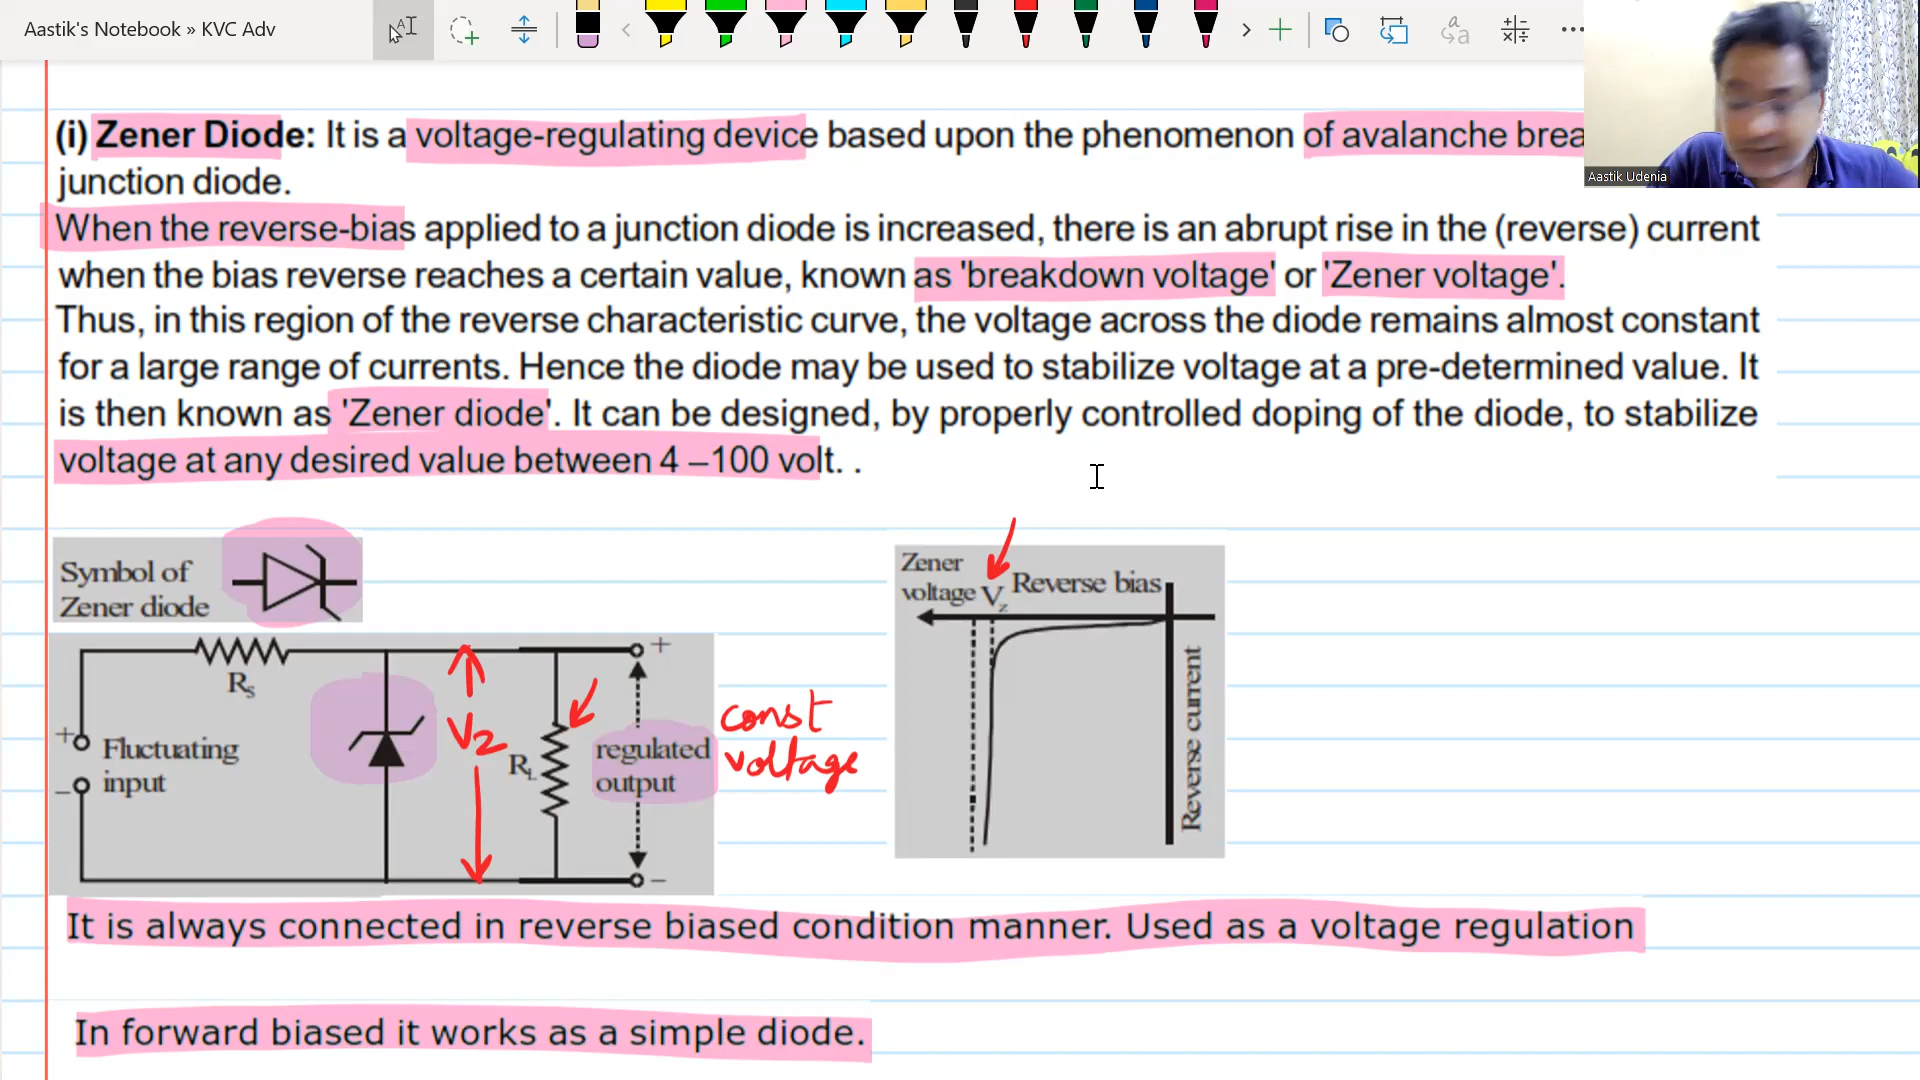 Aastik's Notebook » KVC Adv
Aastik Udenia
(i) Zener Diode: It is a voltage-regulating device based upon the phenomenon of avalanche
junction diode.
When the reverse-bias applied to a junction diode is increased, there is an abrupt rise in the (reverse) current
when the bias reverse reaches a certain value, known as 'breakdown voltage' or 'Zener voltage'.
Thus, in this region of the reverse characteristic curve, the voltage across the diode remains almost constant
for a large range of currents. Hence the diode may be used to stabilize voltage at a pre-determined value. It
is then known as 'Zener diode'. It can be designed, by properly controlled doping of the diode, to stabilize
voltage at any desired value between 4 –100 volt. .
Symbol of
Zener diode
Rs
+
Fluctuating
–
input
Vz
RL
+
regulated
output
–
const
voltage
Zener
voltage Vz
Reverse bias
Reverse current
It is always connected in reverse biased condition manner. Used as a voltage regulation
In forward biased it works as a simple diode.